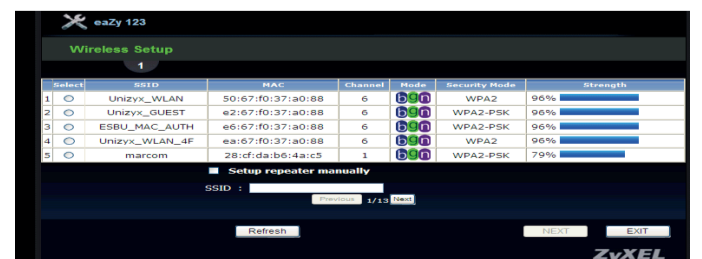 eaZy 123
Wireless Setup
1
Select SSID MAC Channel Mode Security Mode Strength
1 Unizyx_WLAN 50:67:f0:37:a0:88 6 bgn WPA2 96%
2 Unizyx_GUEST e2:67:f0:37:a0:88 6 bgn WPA2-PSK 96%
3 ESBU_MAC_AUTH e6:67:f0:37:a0:88 6 bgn WPA2-PSK 96%
4 Unizyx_WLAN_4F ea:67:f0:37:a0:88 6 bgn WPA2 96%
5 marcom 28:cf:da:b6:4a:c5 1 bgn WPA2-PSK 79%
Setup repeater manually
SSID :
Previous 1/13 Next
Refresh NEXT EXIT
ZyXEL